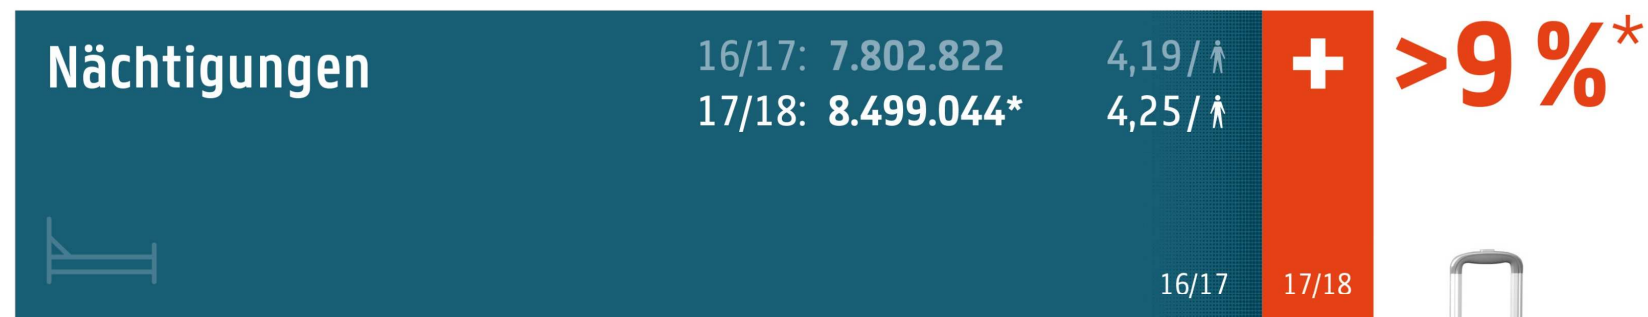 Nächtigungen
16/17: 7.802.822 4,19/
17/18: 8.499.044* 4,25/
+ >9 %*
16/17 17/18